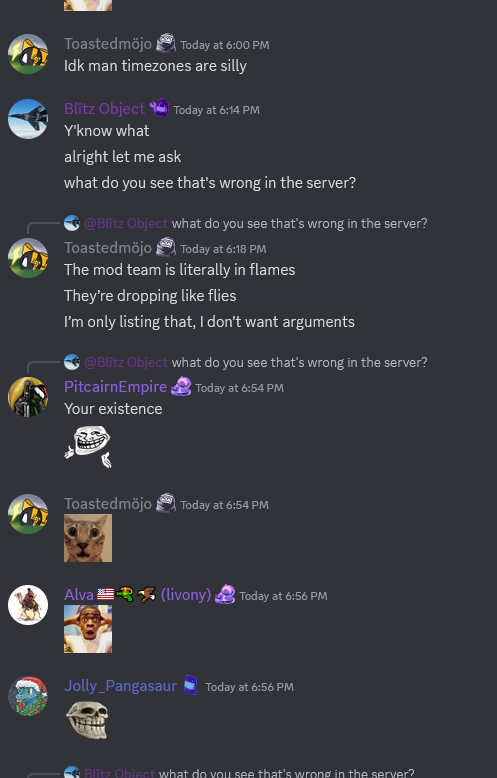 Toastedmöjo Today at 6:00 PM
Idk man timezones are silly
Blïtz Object Today at 6:14 PM
Y'know what
alright let me ask
what do you see that's wrong in the server?
@Blïtz Object what do you see that's wrong in the server?
Toastedmöjo Today at 6:18 PM
The mod team is literally in flames
They’re dropping like flies
I’m only listing that, I don’t want arguments
@Blïtz Object what do you see that's wrong in the server?
PitcairnEmpire Today at 6:54 PM
Your existence
Toastedmöjo Today at 6:54 PM
Alva (livony) Today at 6:56 PM
Jolly_Pangasaur Today at 6:56 PM
Blïtz Object what do you see that's wrong in the server?